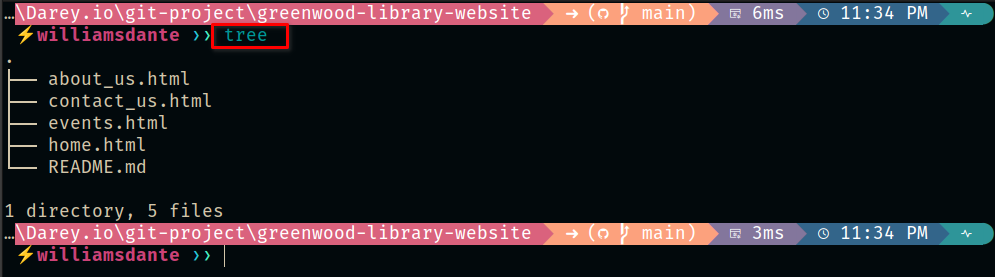 …\Darey.io\git-project\greenwood-library-website ➜ ( main) 6ms 11:34 PM
⚡williamsdante ❯❯ tree
.
├── about_us.html
├── contact_us.html
├── events.html
├── home.html
└── README.md
1 directory, 5 files
…\Darey.io\git-project\greenwood-library-website ➜ ( main) 3ms 11:34 PM
⚡williamsdante ❯❯